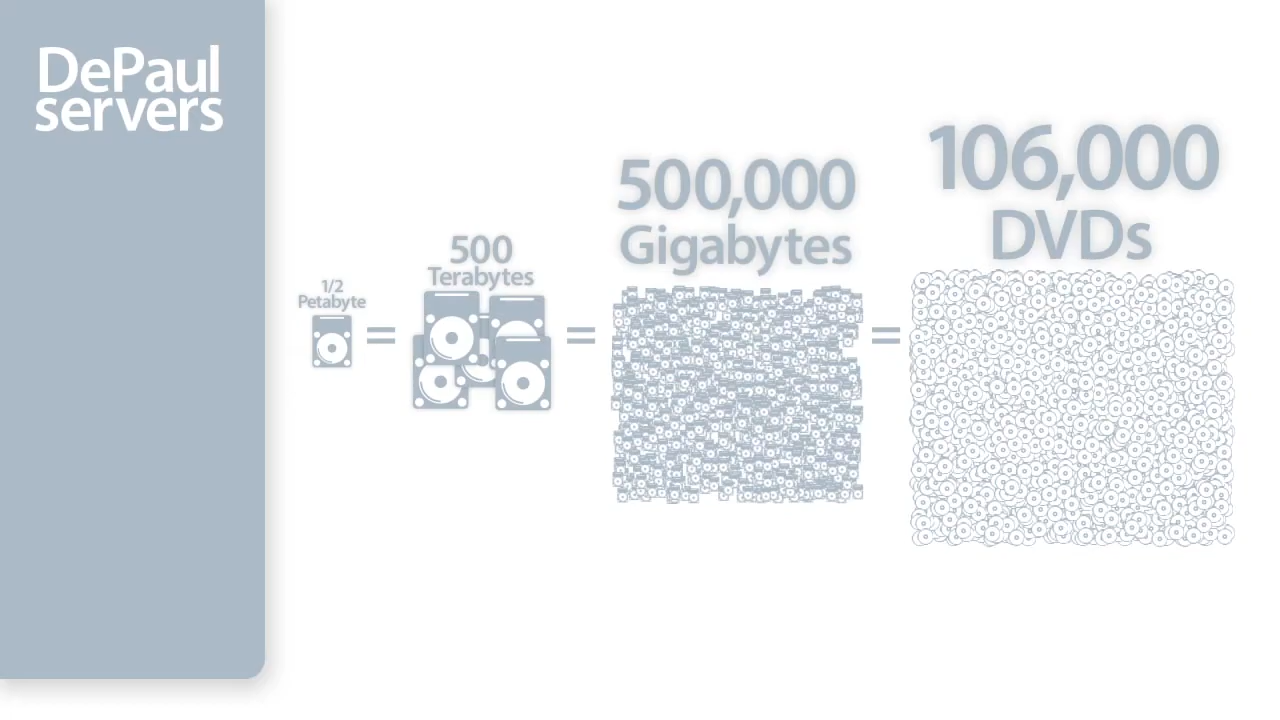 DePaul
servers
1/2
Petabyte
=
500
Terabytes
=
500,000
Gigabytes
=
106,000
DVDs